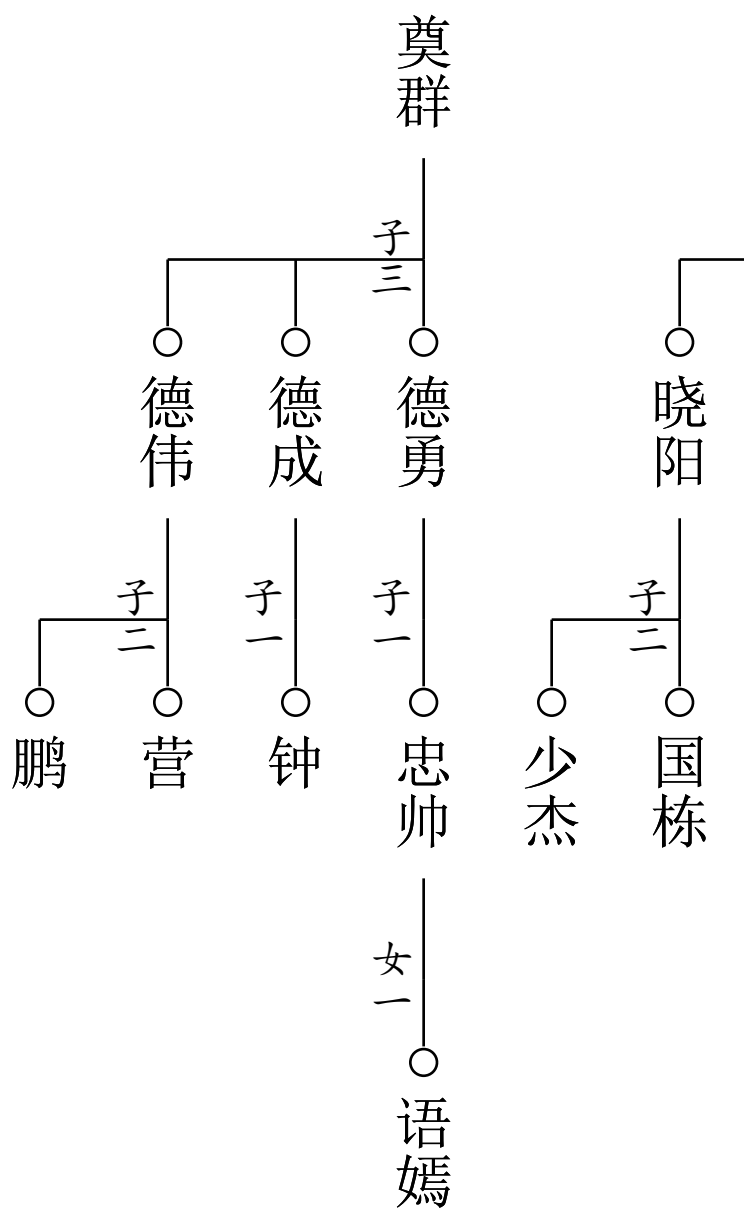 奠群
子三
德勇
德成
德伟
晓阳
子一
子一
子二
子二
忠帅
钟
营
鹏
国栋
少杰
女一
语嫣